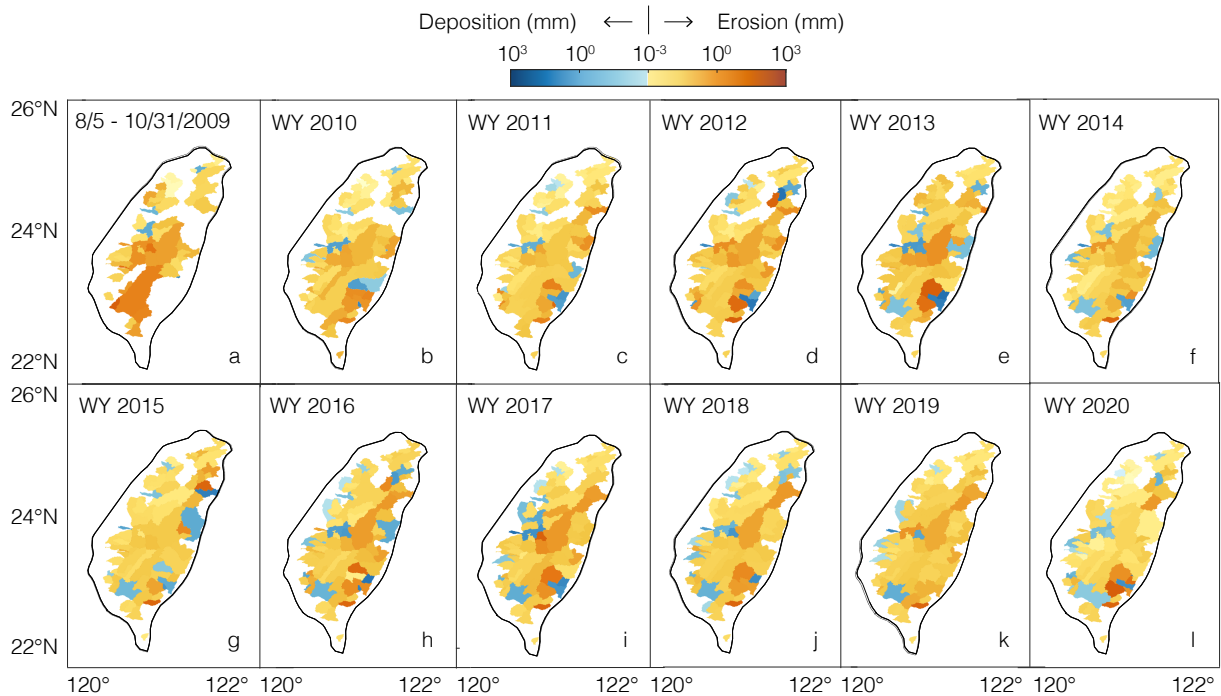 Deposition (mm) ← | → Erosion (mm)
10³ 10⁰ 10⁻³ 10⁰ 10³
26°N
8/5 - 10/31/2009 WY 2010 WY 2011 WY 2012 WY 2013 WY 2014
24°N
22°N
a b c d e f
26°N
WY 2015 WY 2016 WY 2017 WY 2018 WY 2019 WY 2020
24°N
22°N
g h i j k l
120° 122° 120° 122° 120° 122° 120° 122° 120° 122° 120° 122°